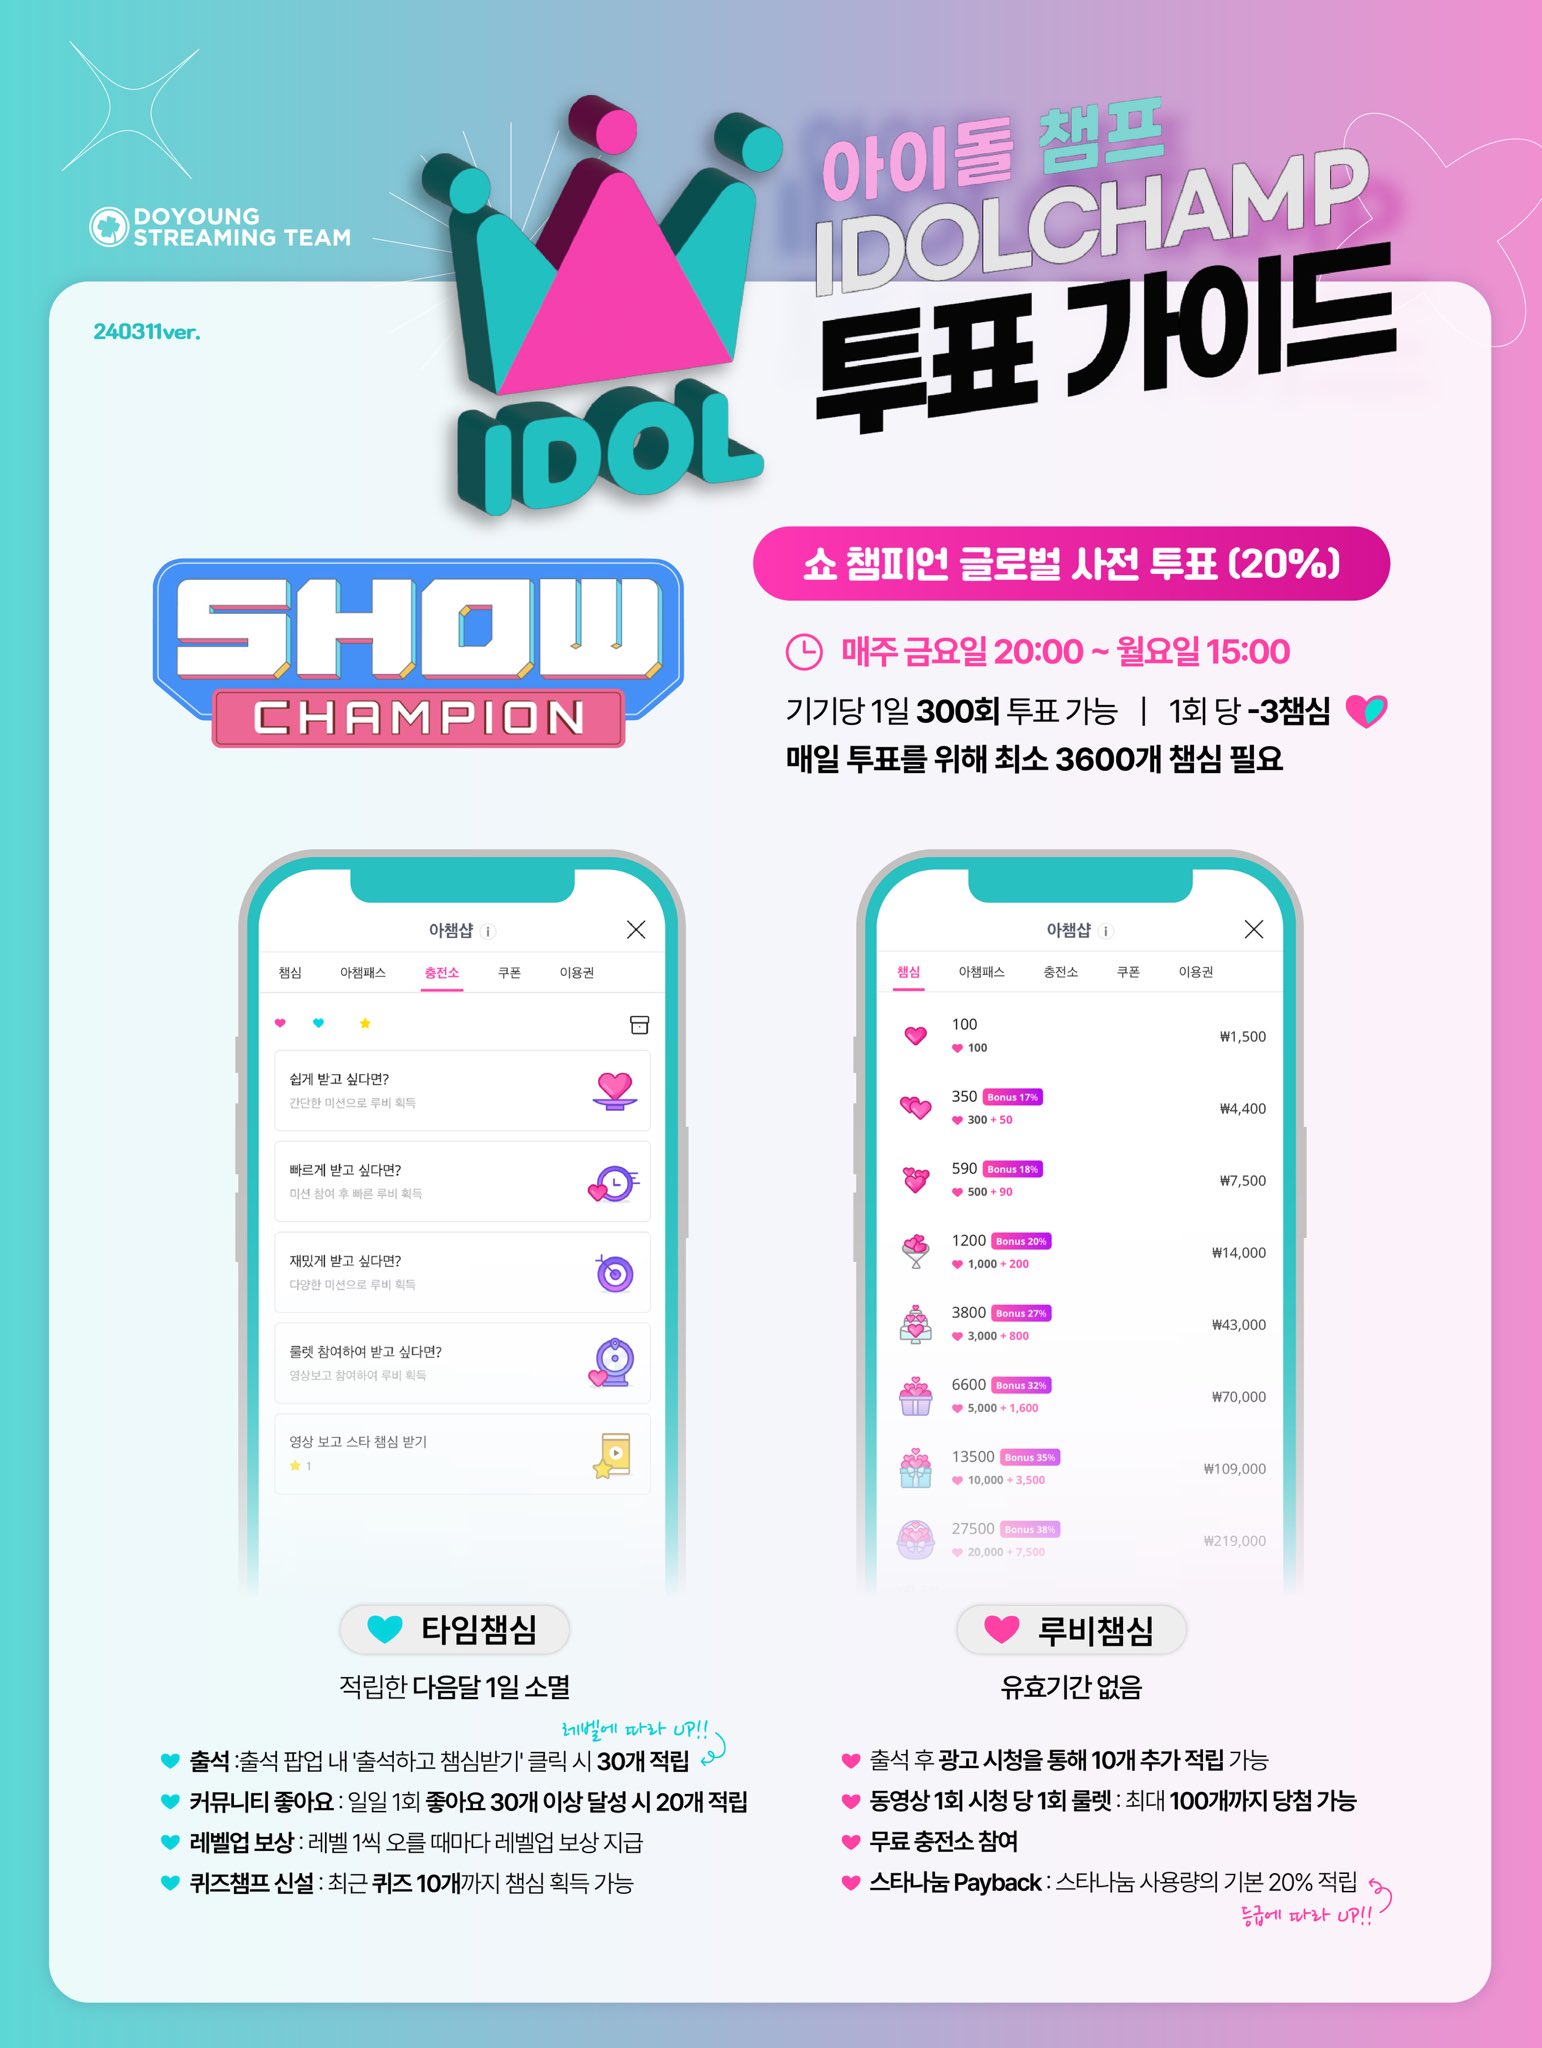 아이돌 챔프
IDOLCHAMP
투표 가이드
DOYOUNG
STREAMING TEAM
240311ver.
IDOL
SHOW
CHAMPION
쇼 챔피언 글로벌 사전 투표 (20%)
매주 금요일 20:00 ~ 월요일 15:00
기기당 1일 300회 투표 가능 | 1회 당 -3챔심
매일 투표를 위해 최소 3600개 챔심 필요
아챔샵 i
챔심 아챔패스 충전소 쿠폰 이용권
쉽게 받고 싶다면?
간단한 미션으로 루비 획득
빠르게 받고 싶다면?
미션 참여 후 빠른 루비 획득
재밌게 받고 싶다면?
다양한 미션으로 루비 획득
룰렛 참여하여 받고 싶다면?
영상보고 참여하여 루비 획득
영상 보고 스타 챔심 받기
1
아챔샵 i
챔심 아챔패스 충전소 쿠폰 이용권
100 ₩1,500
100
350 Bonus 17% ₩4,400
300 + 50
590 Bonus 18% ₩7,500
500 + 90
1200 Bonus 20% ₩14,000
1,000 + 200
3800 Bonus 27% ₩43,000
3,000 + 800
6600 Bonus 32% ₩70,000
5,000 + 1,600
13500 Bonus 35% ₩109,000
10,000 + 3,500
27500 Bonus 38% ₩219,000
20,000 + 7,500
타임챔심
적립한 다음달 1일 소멸
레벨에 따라 UP!!
출석 :출석 팝업 내 '출석하고 챔심받기' 클릭 시 30개 적립
커뮤니티 좋아요 : 일일 1회 좋아요 30개 이상 달성 시 20개 적립
레벨업 보상 : 레벨 1씩 오를 때마다 레벨업 보상 지급
퀴즈챔프 신설 : 최근 퀴즈 10개까지 챔심 획득 가능
루비챔심
유효기간 없음
출석 후 광고 시청을 통해 10개 추가 적립 가능
동영상 1회 시청 당 1회 룰렛 : 최대 100개까지 당첨 가능
무료 충전소 참여
스타나눔 Payback : 스타나눔 사용량의 기본 20% 적립
등급에 따라 UP!!